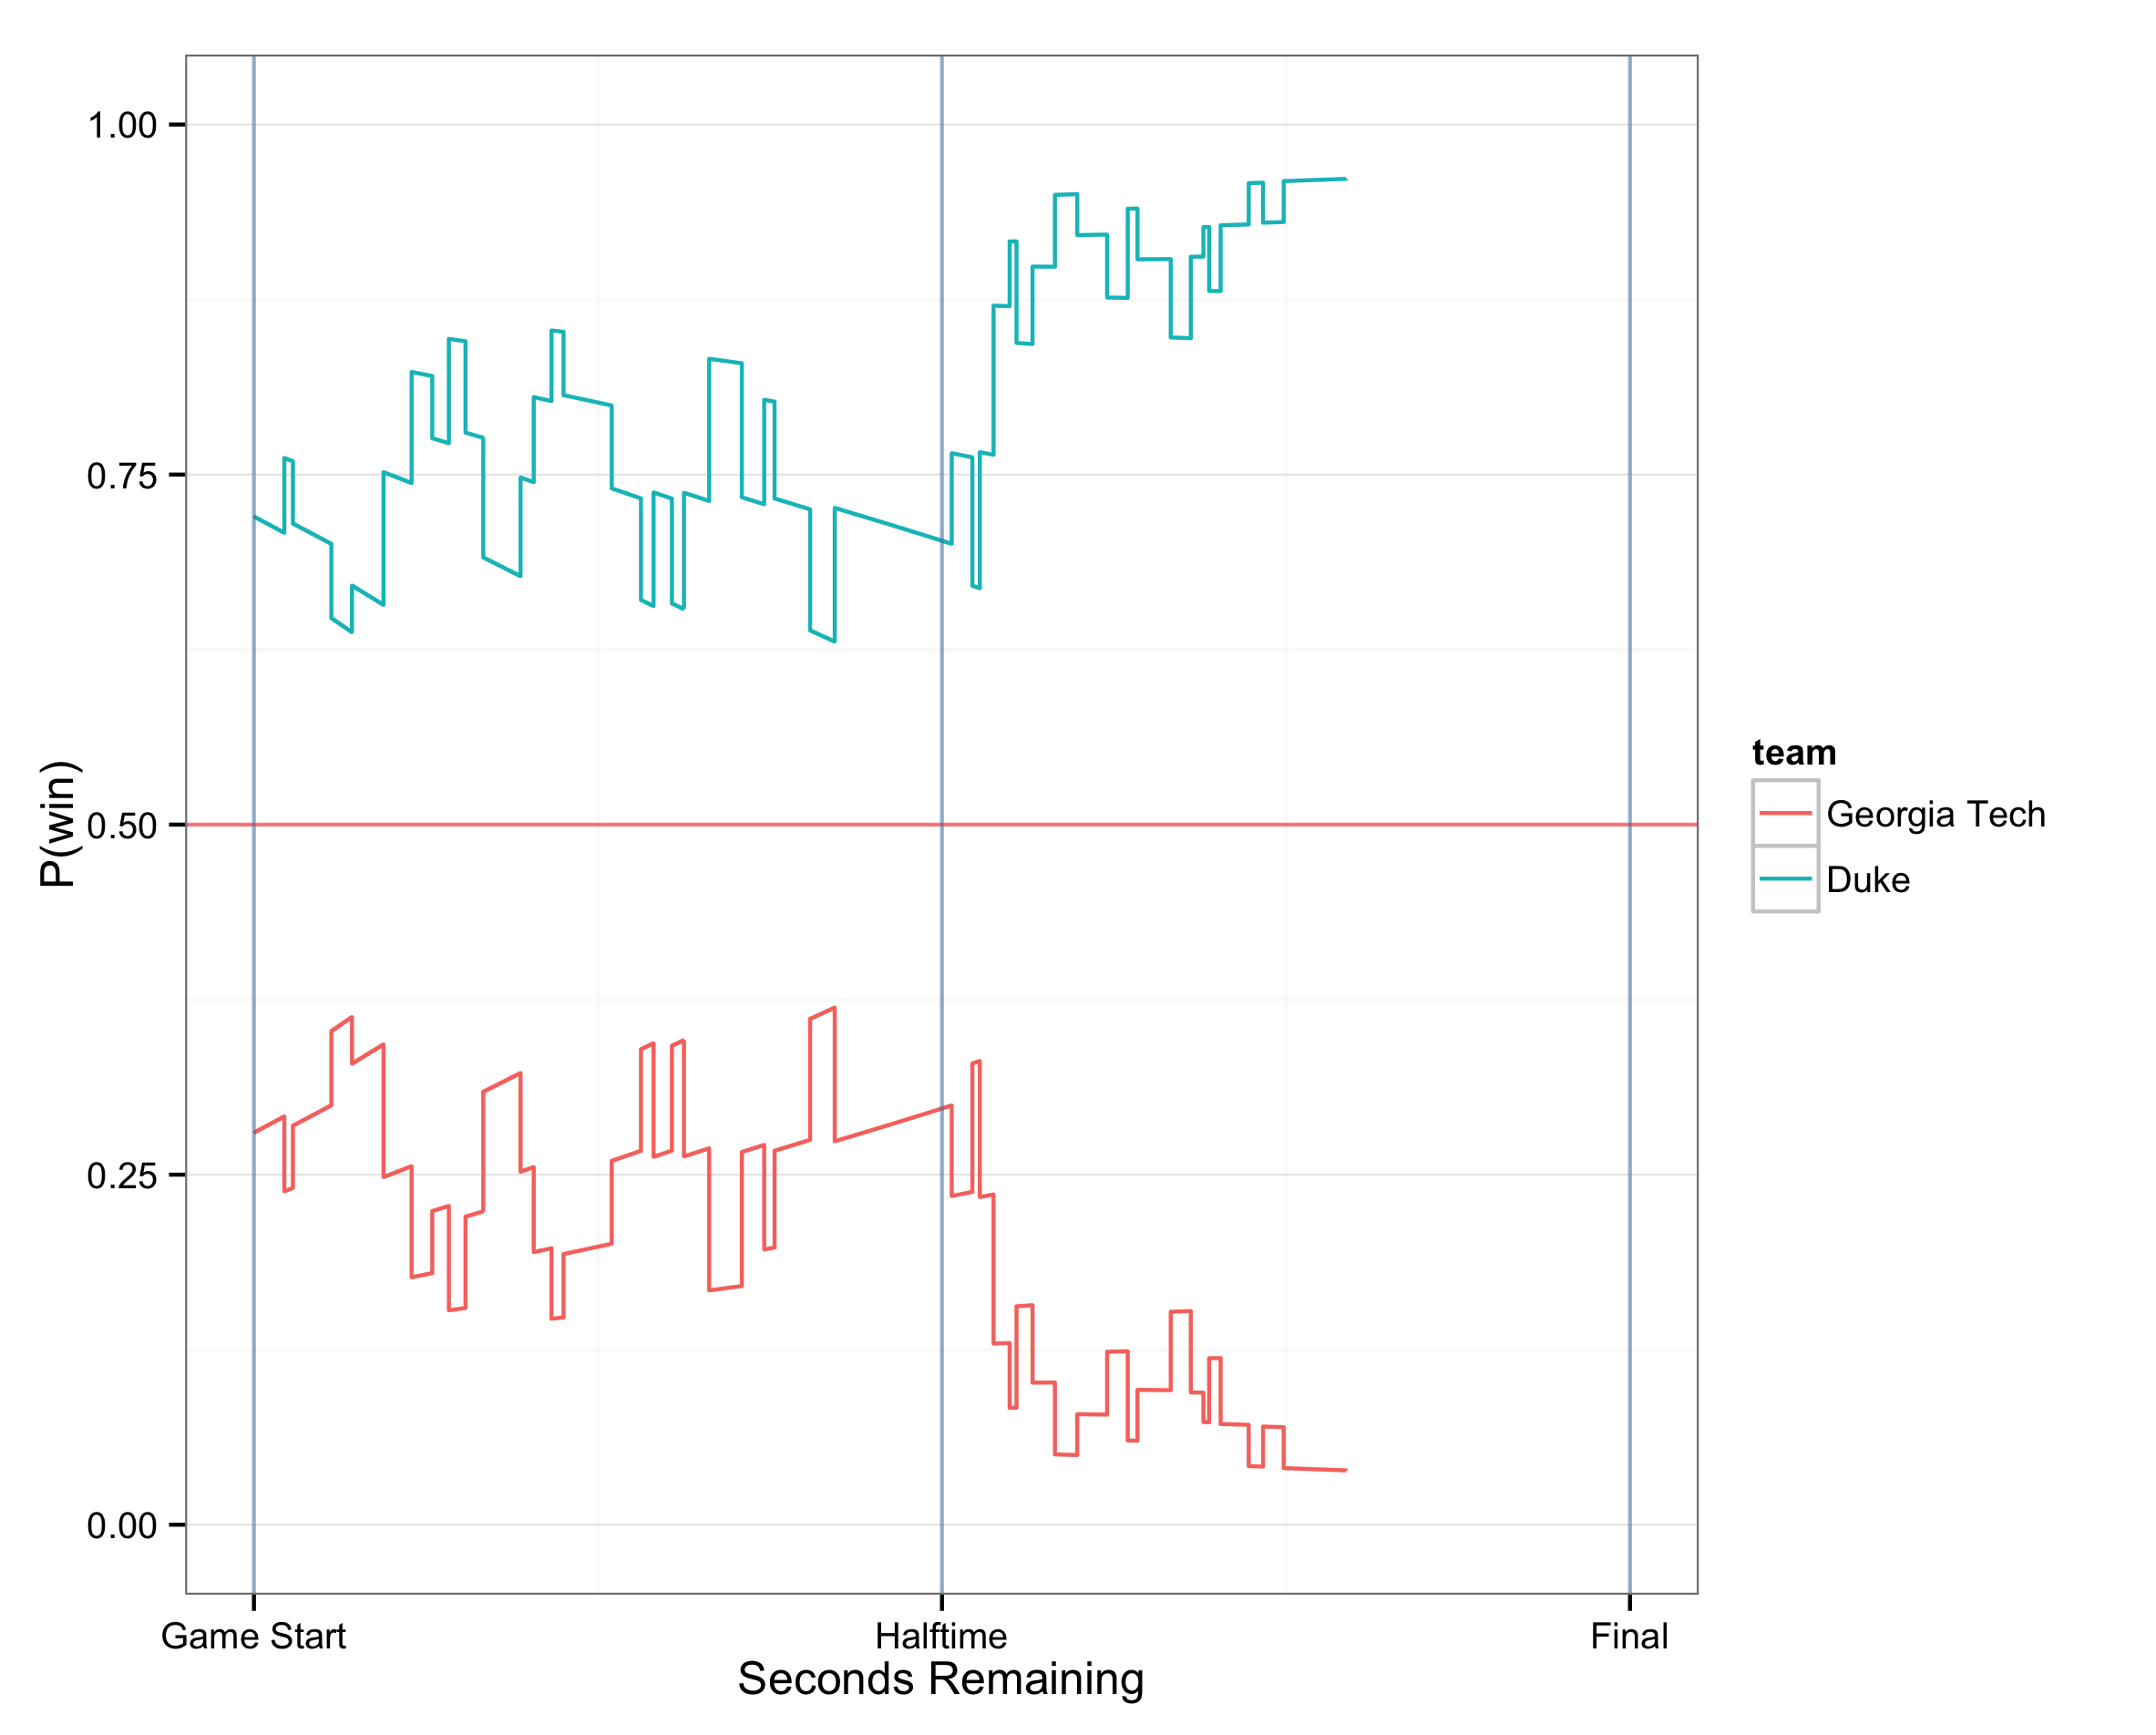 1.00
0.75
0.50
0.25
0.00
P(win)
Game Start
Halftime
Final
Seconds Remaining
team
Georgia Tech
Duke